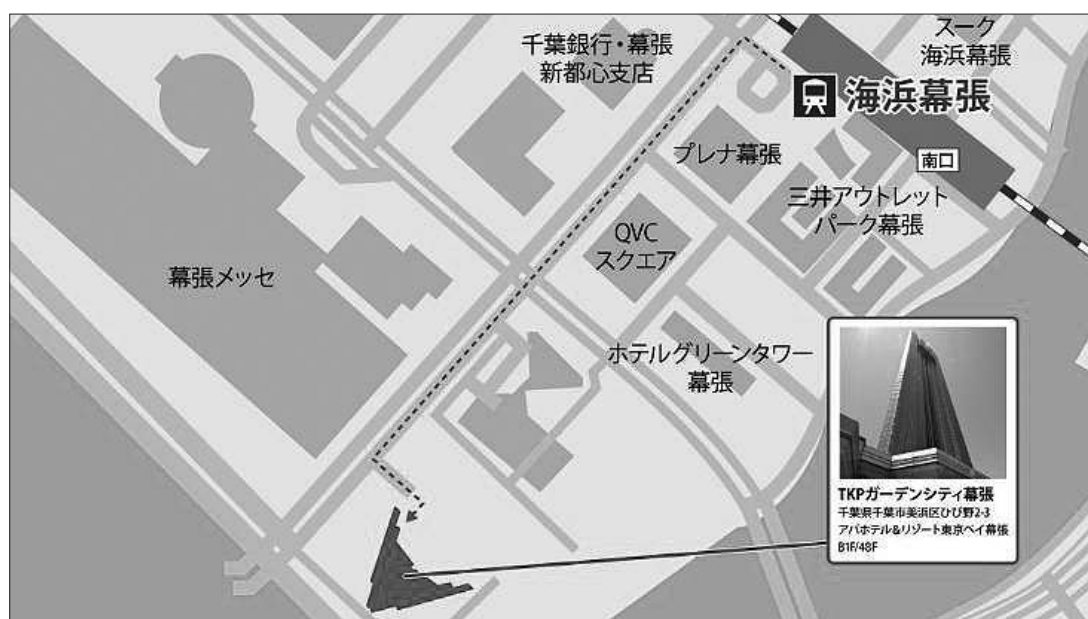 千葉銀行・幕張
新都心支店
スーク
海浜幕張
海浜幕張
プレナ幕張
南口
三井アウトレット
パーク幕張
QVC
スクエア
幕張メッセ
ホテルグリーンタワー
幕張
TKPガーデンシティ幕張
千葉県千葉市美浜区ひび野2-3
アパホテル&リゾート東京ベイ幕張
B1F/48F